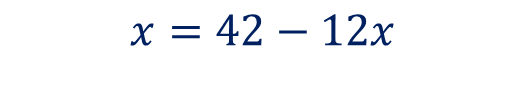 x = 42 − 12x